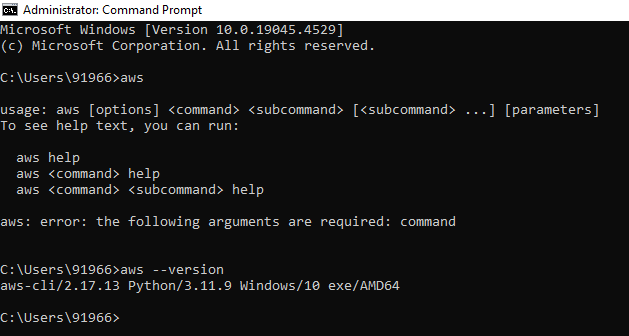 Administrator: Command Prompt
Microsoft Windows [Version 10.0.19045.4529]
(c) Microsoft Corporation. All rights reserved.
C:\Users\91966>aws
usage: aws [options] <command> <subcommand> [<subcommand> ...] [parameters]
To see help text, you can run:
aws help
aws <command> help
aws <command> <subcommand> help
aws: error: the following arguments are required: command
C:\Users\91966>aws --version
aws-cli/2.17.13 Python/3.11.9 Windows/10 exe/AMD64
C:\Users\91966>